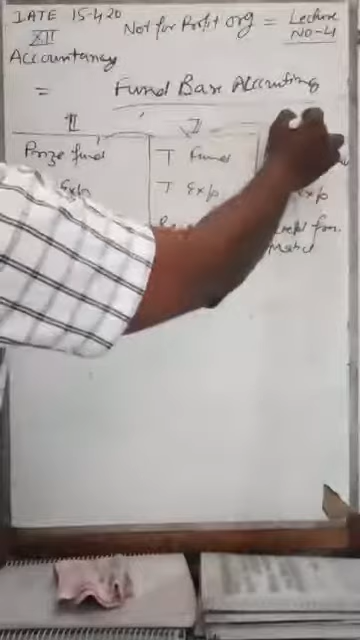 DATE 15-4-20
Not for Profit Org = Lecture
NO-4
XII
Accountancy
= Fund Base Accounting
II I
Prize fund T Fund
Exp T Exp Exp